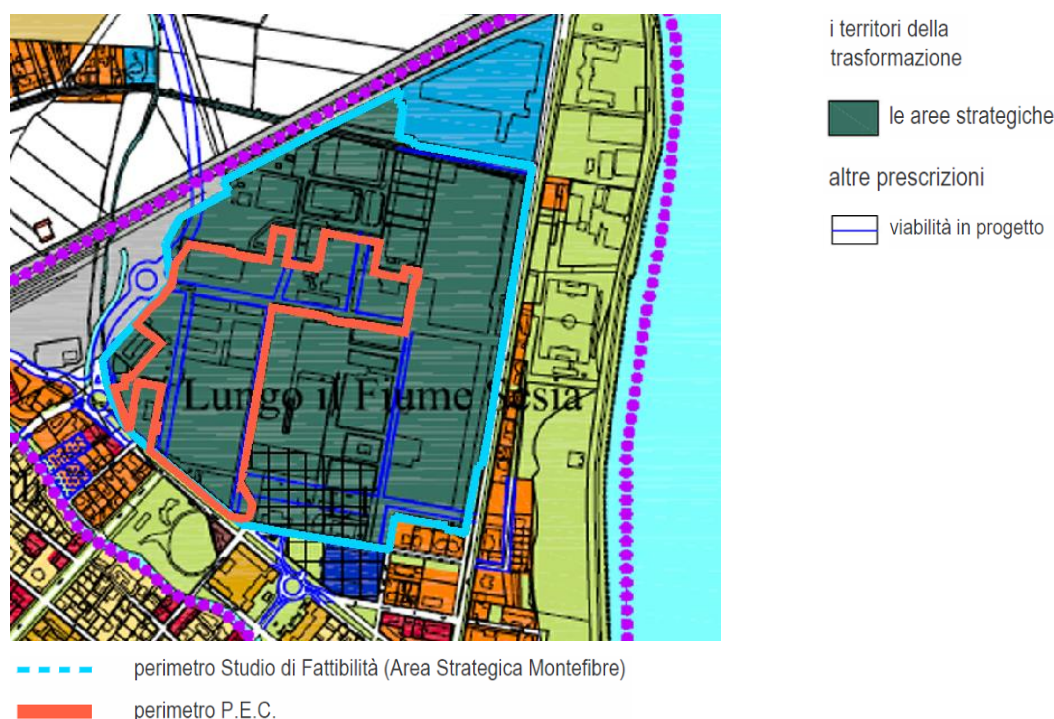 i territori della
trasformazione
le aree strategiche
altre prescrizioni
viabilità in progetto
Lungo il Fiume Sesia
perimetro Studio di Fattibilità (Area Strategica Montefibre)
perimetro P.E.C.